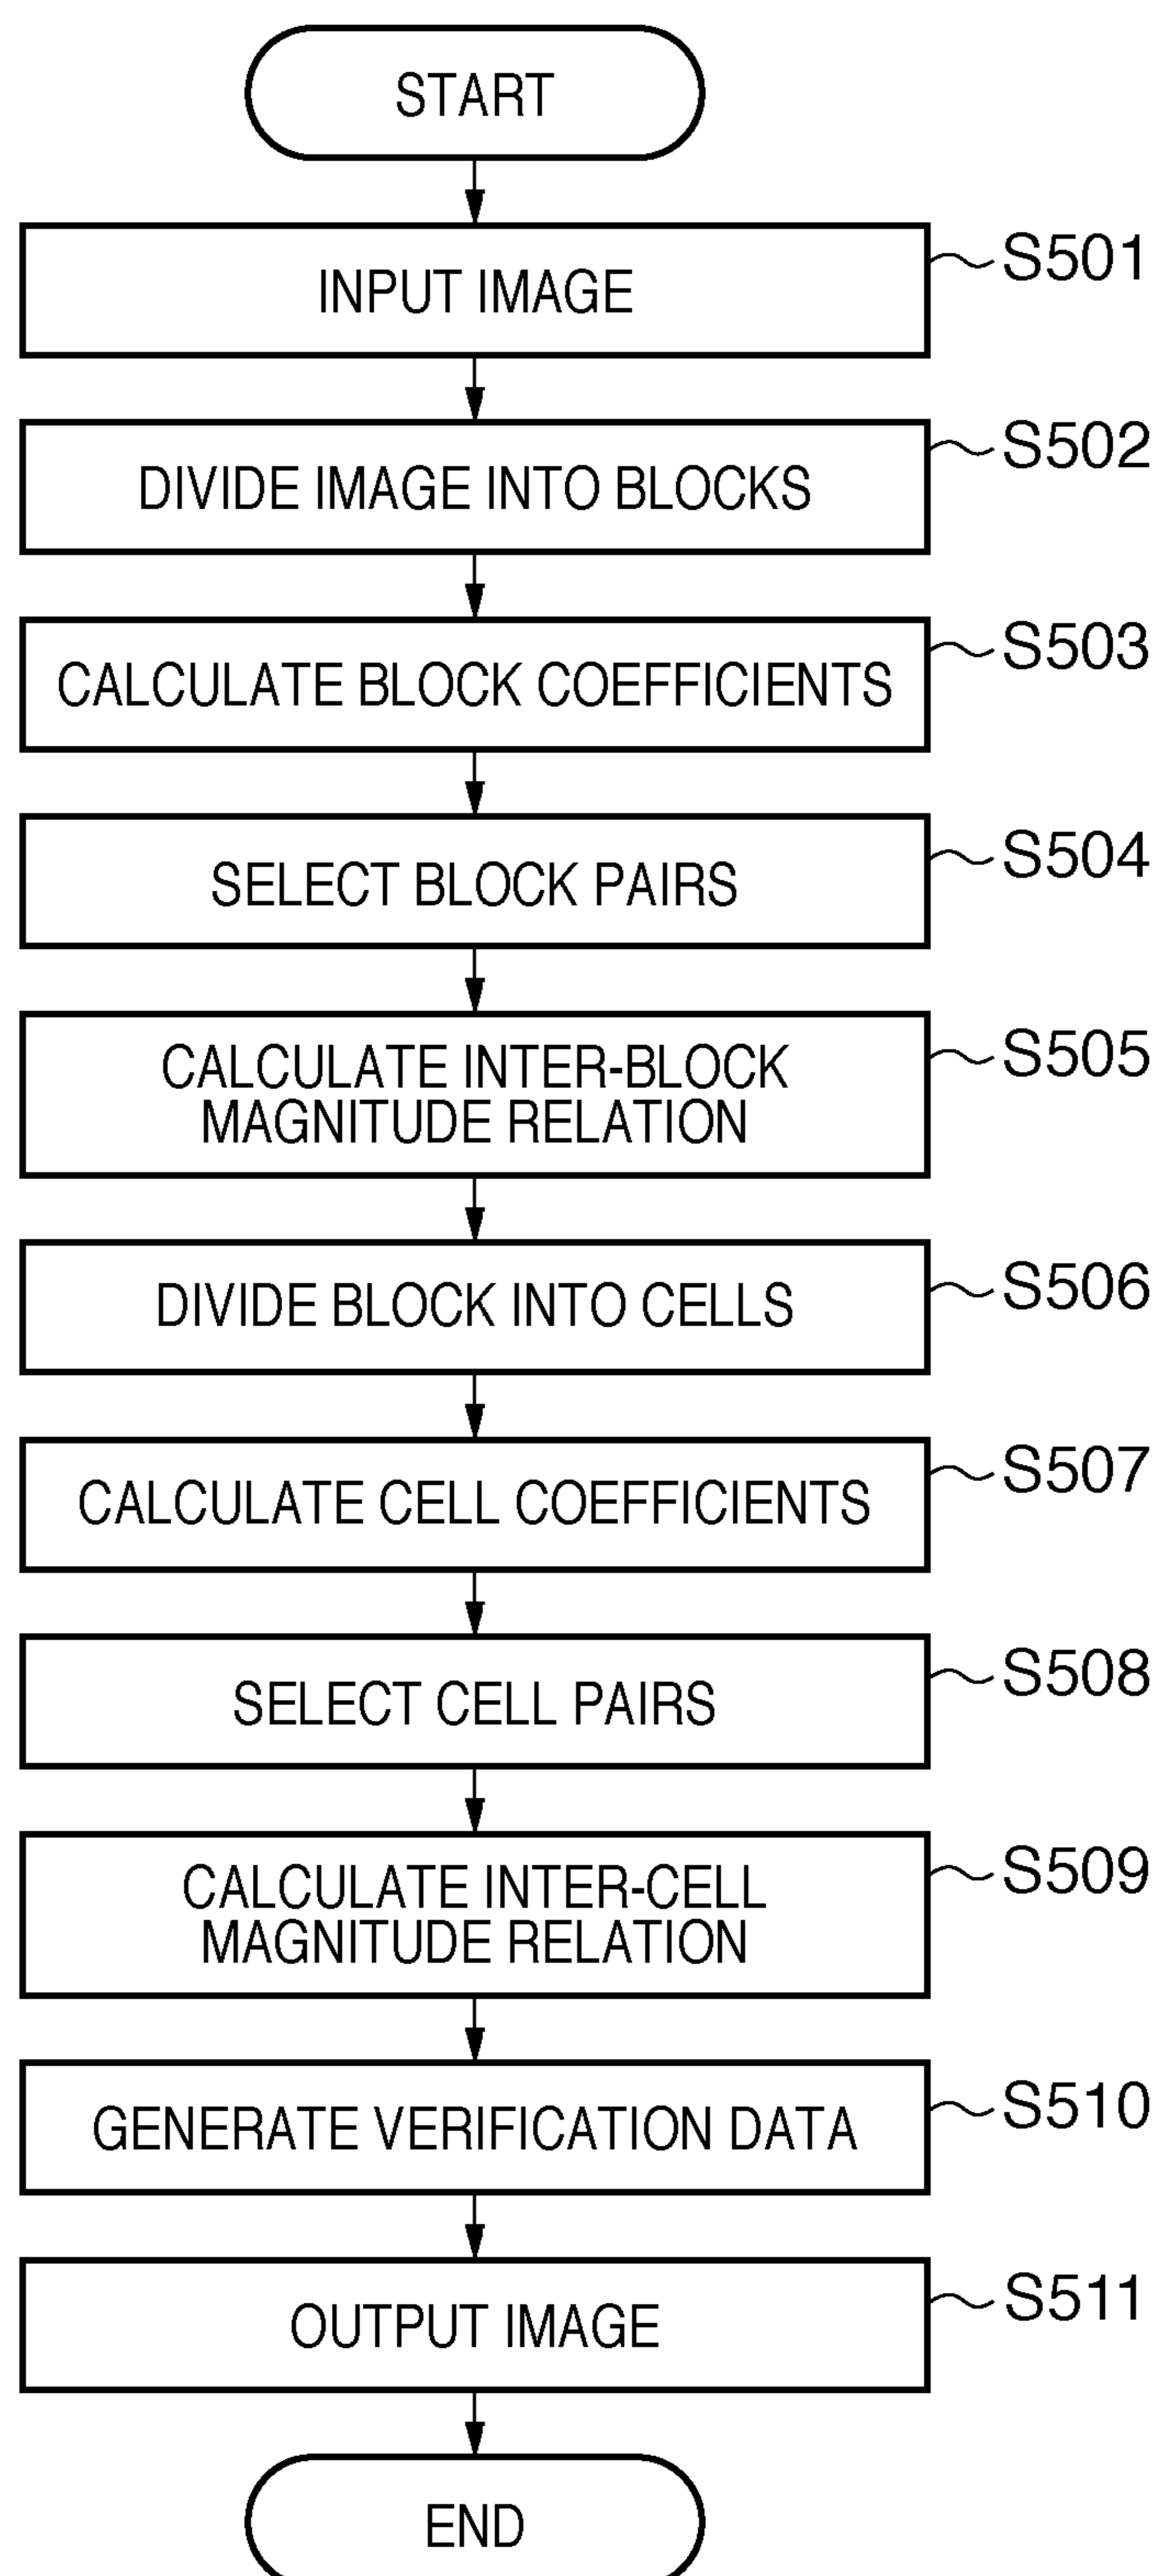 START
INPUT IMAGE
S501
DIVIDE IMAGE INTO BLOCKS
S502
CALCULATE BLOCK COEFFICIENTS
S503
SELECT BLOCK PAIRS
S504
CALCULATE INTER-BLOCK
MAGNITUDE RELATION
S505
DIVIDE BLOCK INTO CELLS
S506
CALCULATE CELL COEFFICIENTS
S507
SELECT CELL PAIRS
S508
CALCULATE INTER-CELL
MAGNITUDE RELATION
S509
GENERATE VERIFICATION DATA
S510
OUTPUT IMAGE
S511
END